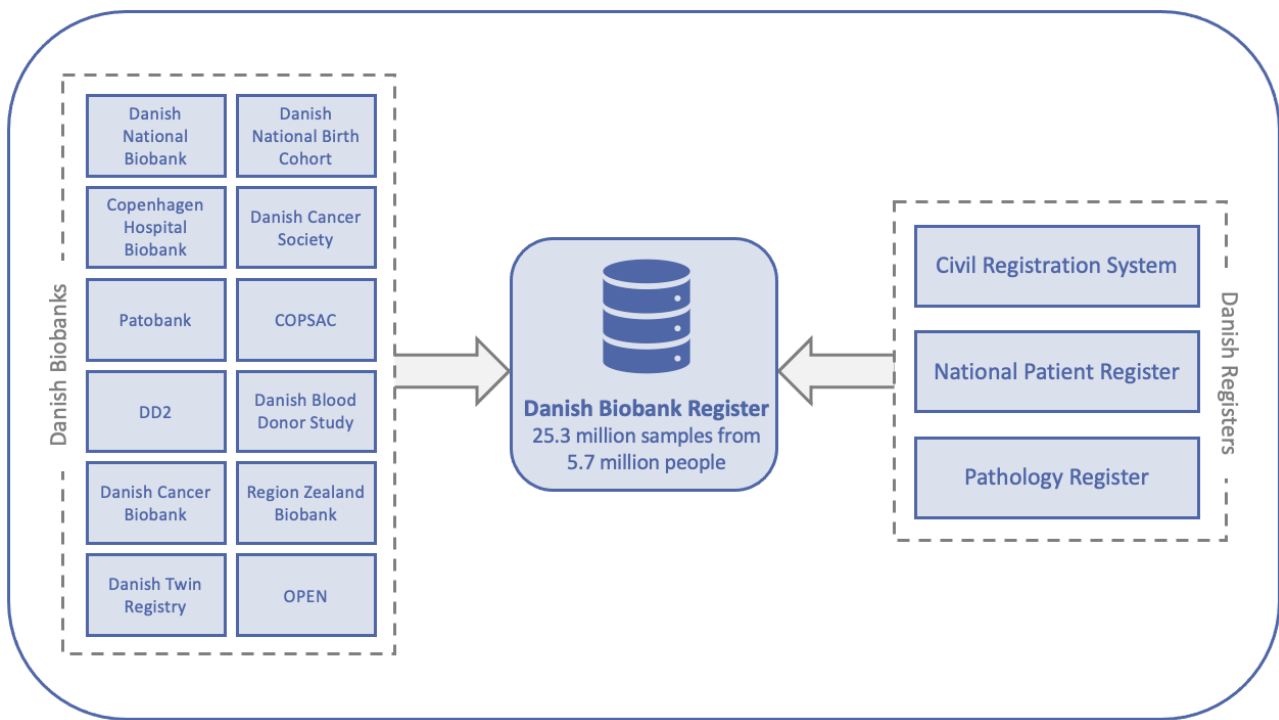 Danish Biobanks
Danish
National
Biobank
Danish
National Birth
Cohort
Copenhagen
Hospital
Biobank
Danish Cancer
Society
Patobank
COPSAC
DD2
Danish Blood
Donor Study
Danish Cancer
Biobank
Region Zealand
Biobank
Danish Twin
Registry
OPEN
Danish Biobank Register
25.3 million samples from
5.7 million people
Civil Registration System
National Patient Register
Pathology Register
Danish Registers